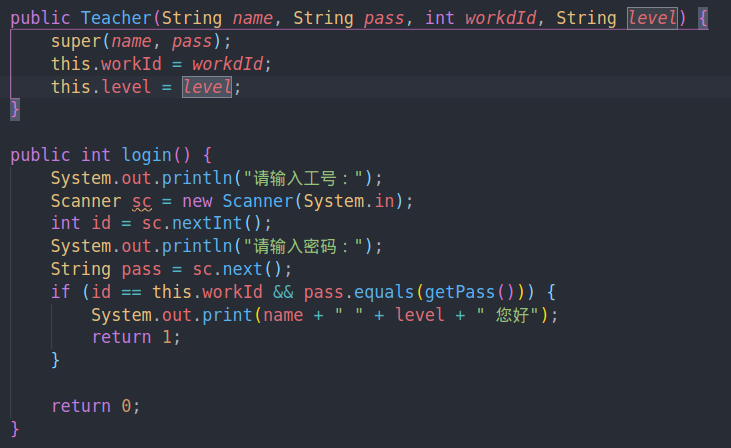 public Teacher(String name, String pass, int workdId, String level) {
super(name, pass);
this.workId = workdId;
this.level = level;
}
public int login() {
System.out.println("请输入工号：");
Scanner sc = new Scanner(System.in);
int id = sc.nextInt();
System.out.println("请输入密码：");
String pass = sc.next();
if (id == this.workId && pass.equals(getPass())) {
System.out.print(name + " " + level + " 您好");
return 1;
}
return 0;
}